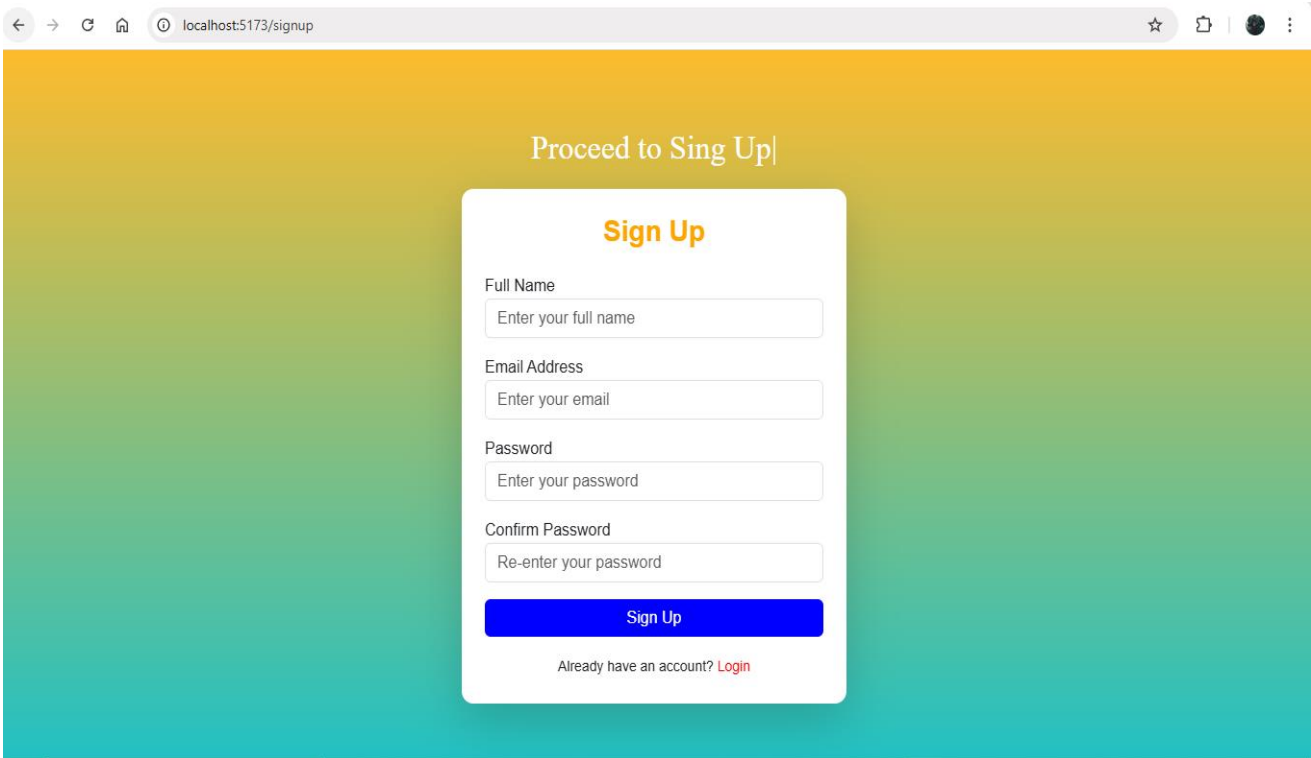 localhost:5173/signup
Proceed to Sing Up|
Sign Up
Full Name
Enter your full name
Email Address
Enter your email
Password
Enter your password
Confirm Password
Re-enter your password
Sign Up
Already have an account? Login